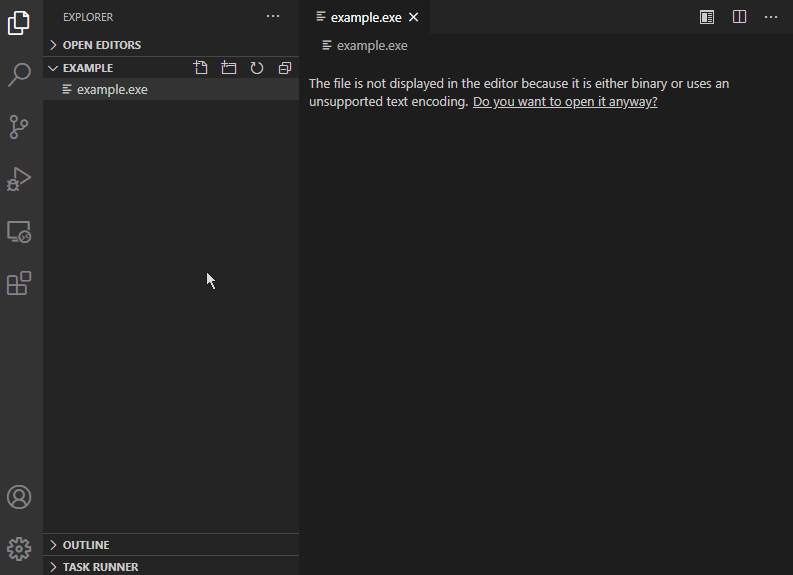 EXPLORER
OPEN EDITORS
EXAMPLE
example.exe
OUTLINE
TASK RUNNER
example.exe
example.exe
The file is not displayed in the editor because it is either binary or uses an
unsupported text encoding. Do you want to open it anyway?